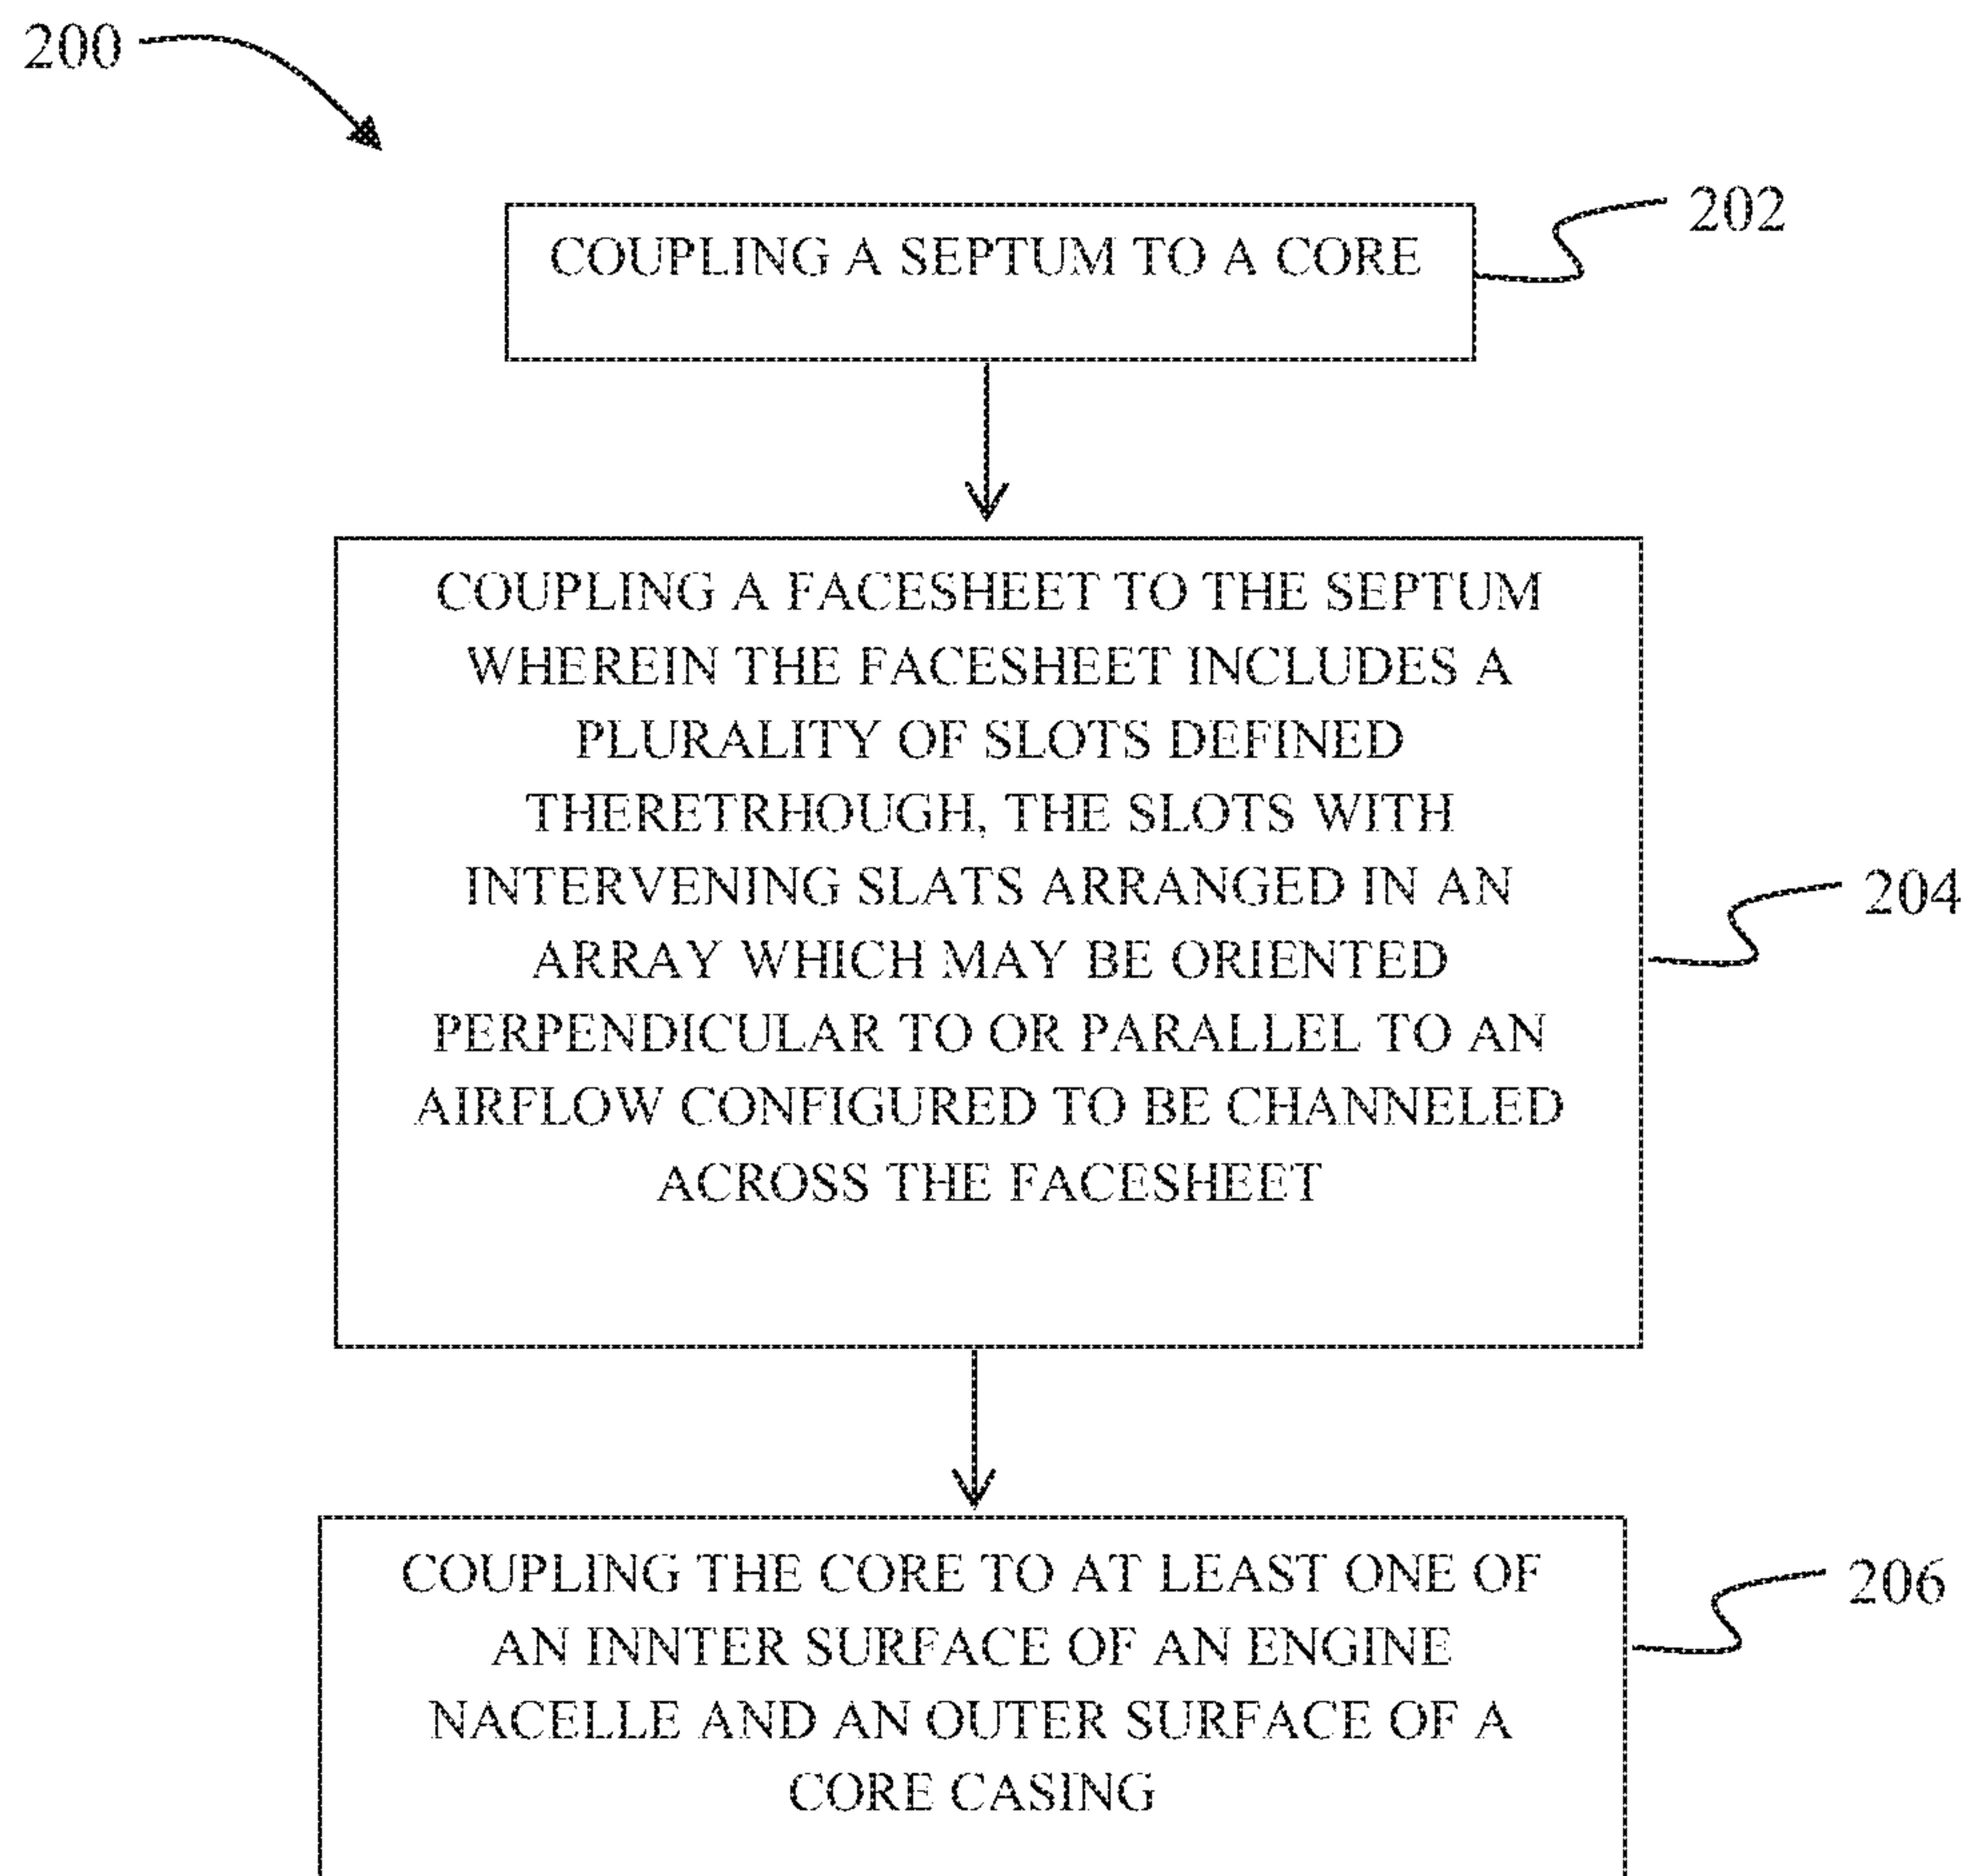 200
202
COUPLING A SEPTUM TO A CORE
COUPLING A FACESHEET TO THE SEPTUM
WHEREIN THE FACESHEET INCLUDES A
PLURALITY OF SLOTS DEFINED
THERETRHOUGH, THE SLOTS WITH
INTERVENING SLATS ARRANGED IN AN
ARRAY WHICH MAY BE ORIENTED
PERPENDICULAR TO OR PARALLEL TO AN
AIRFLOW CONFIGURED TO BE CHANNELED
ACROSS THE FACESHEET
204
COUPLING THE CORE TO AT LEAST ONE OF
AN INNTER SURFACE OF AN ENGINE
NACELLE AND AN OUTER SURFACE OF A
CORE CASING
206